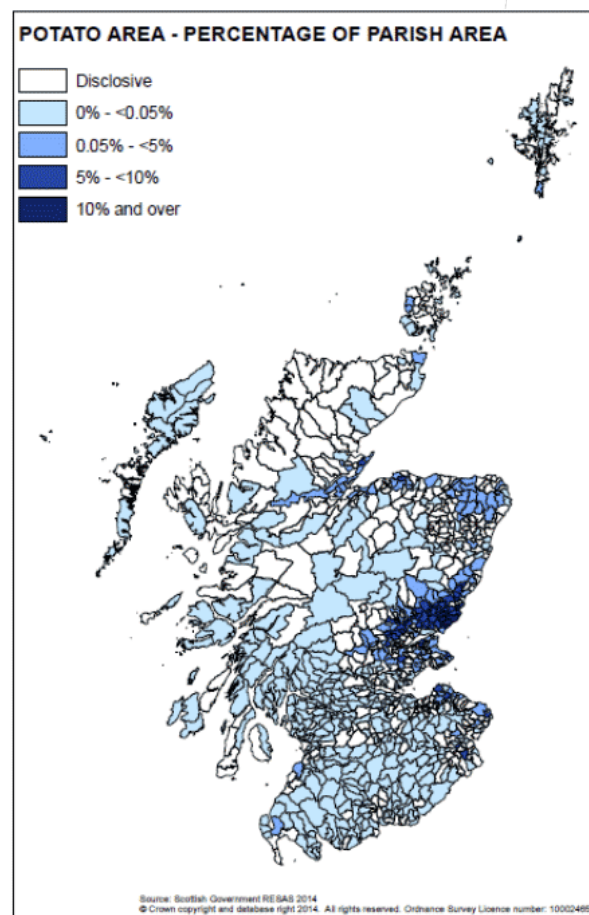 POTATO AREA - PERCENTAGE OF PARISH AREA
Disclosive
0% - <0.05%
0.05% - <5%
5% - <10%
10% and over
Source: Scottish Government RESAS 2014
© Crown copyright and database right 2014. All rights reserved. Ordnance Survey Licence number: 10002465